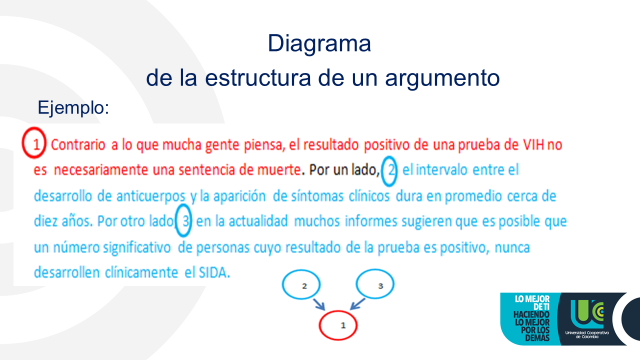 Diagrama
de la estructura de un argumento
Ejemplo:
1 Contrario a lo que mucha gente piensa, el resultado positivo de una prueba de VIH no
es necesariamente una sentencia de muerte. Por un lado, 2 el intervalo entre el
desarrollo de anticuerpos y la aparición de síntomas clínicos dura en promedio cerca de
diez años. Por otro lado 3 en la actualidad muchos informes sugieren que es posible que
un número significativo de personas cuyo resultado de la prueba es positivo, nunca
desarrollen clínicamente el SIDA.
2 3
1
LO MEJOR
DE TI
HACIENDO
LO MEJOR
POR LOS
DEMÁS
UCC
Universidad Cooperativa
de Colombia